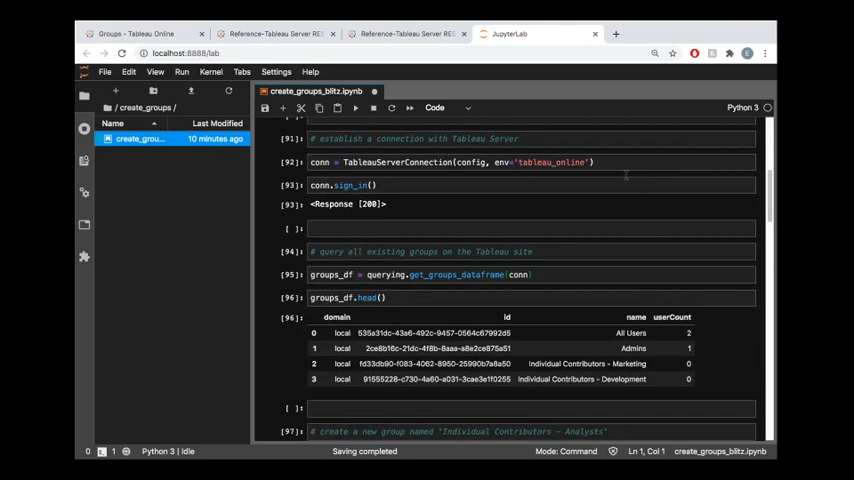 Groups - Tableau Online
Reference-Tableau Server RES
Reference-Tableau Server RES
JupyterLab
localhost:8888/lab
E
File Edit View Run Kernel Tabs Settings Help
create_groups_blitz.ipynb
/ create_groups /
Code
Python 3
Name
Last Modified
create_grou...
10 minutes ago
[ ]:
[91]: # establish a connection with Tableau Server
[92]: conn = TableauServerConnection(config, env='tableau_online')
[93]: conn.sign_in()
[93]: <Response [200]>
[ ]:
[94]: # query all existing groups on the Tableau site
[95]: groups_df = querying.get_groups_dataframe(conn)
[96]: groups_df.head()
[96]: domain id name userCount
0 local 535a31dc-43a6-492c-9457-0564c67992d5 All Users 2
1 local 2ce8b16c-21dc-4f8b-8aaa-a8e2ce875a51 Admins 1
2 local fd33db90-f083-4062-8950-25990b7a8a50 Individual Contributors - Marketing 0
3 local 91555228-c730-4a60-a031-3cae3e1f0255 Individual Contributors - Development 0
[ ]:
[97]: # create a new group named 'Individual Contributors - Analysts'
0 1 Python 3 | Idle
Saving completed
Mode: Command
Ln 1, Col 1
create_groups_blitz.ipynb